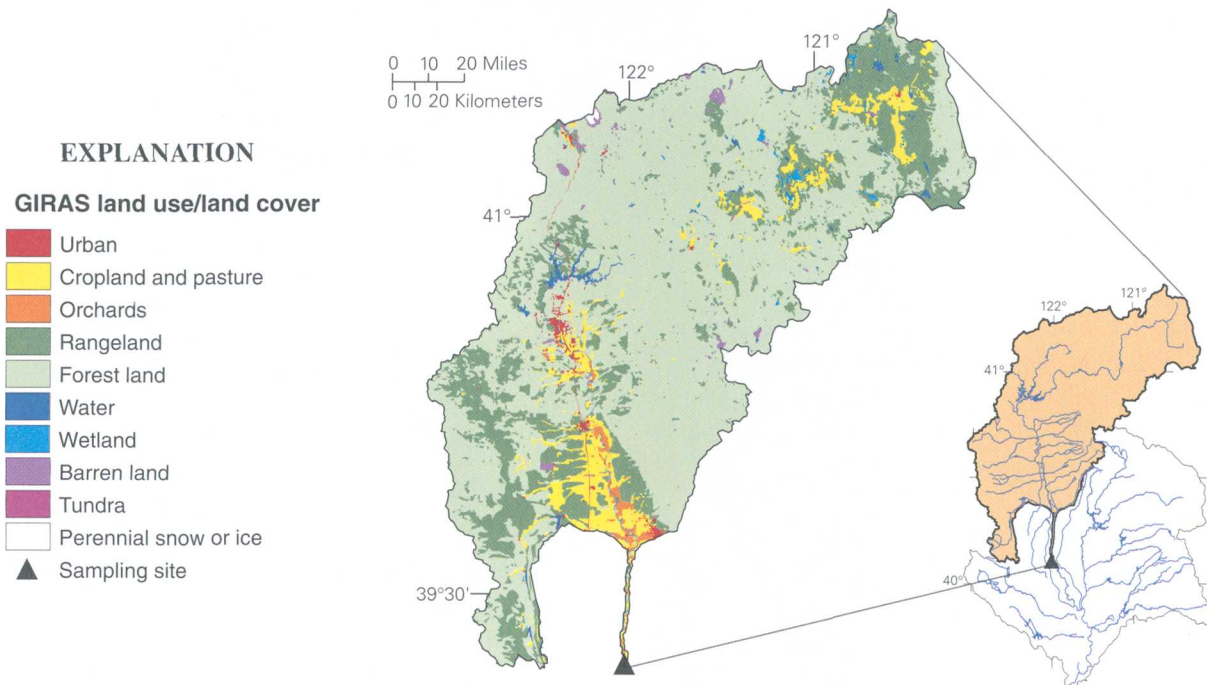 EXPLANATION
GIRAS land use/land cover
Urban
Cropland and pasture
Orchards
Rangeland
Forest land
Water
Wetland
Barren land
Tundra
Perennial snow or ice
Sampling site
0 10 20 Miles
0 10 20 Kilometers
122°
121°
41°
39°30'
122°
121°
41°
40°